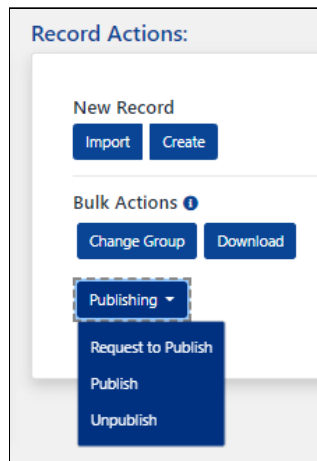 Record Actions:
New Record
Import Create
Bulk Actions
Change Group Download
Publishing
Request to Publish
Publish
Unpublish